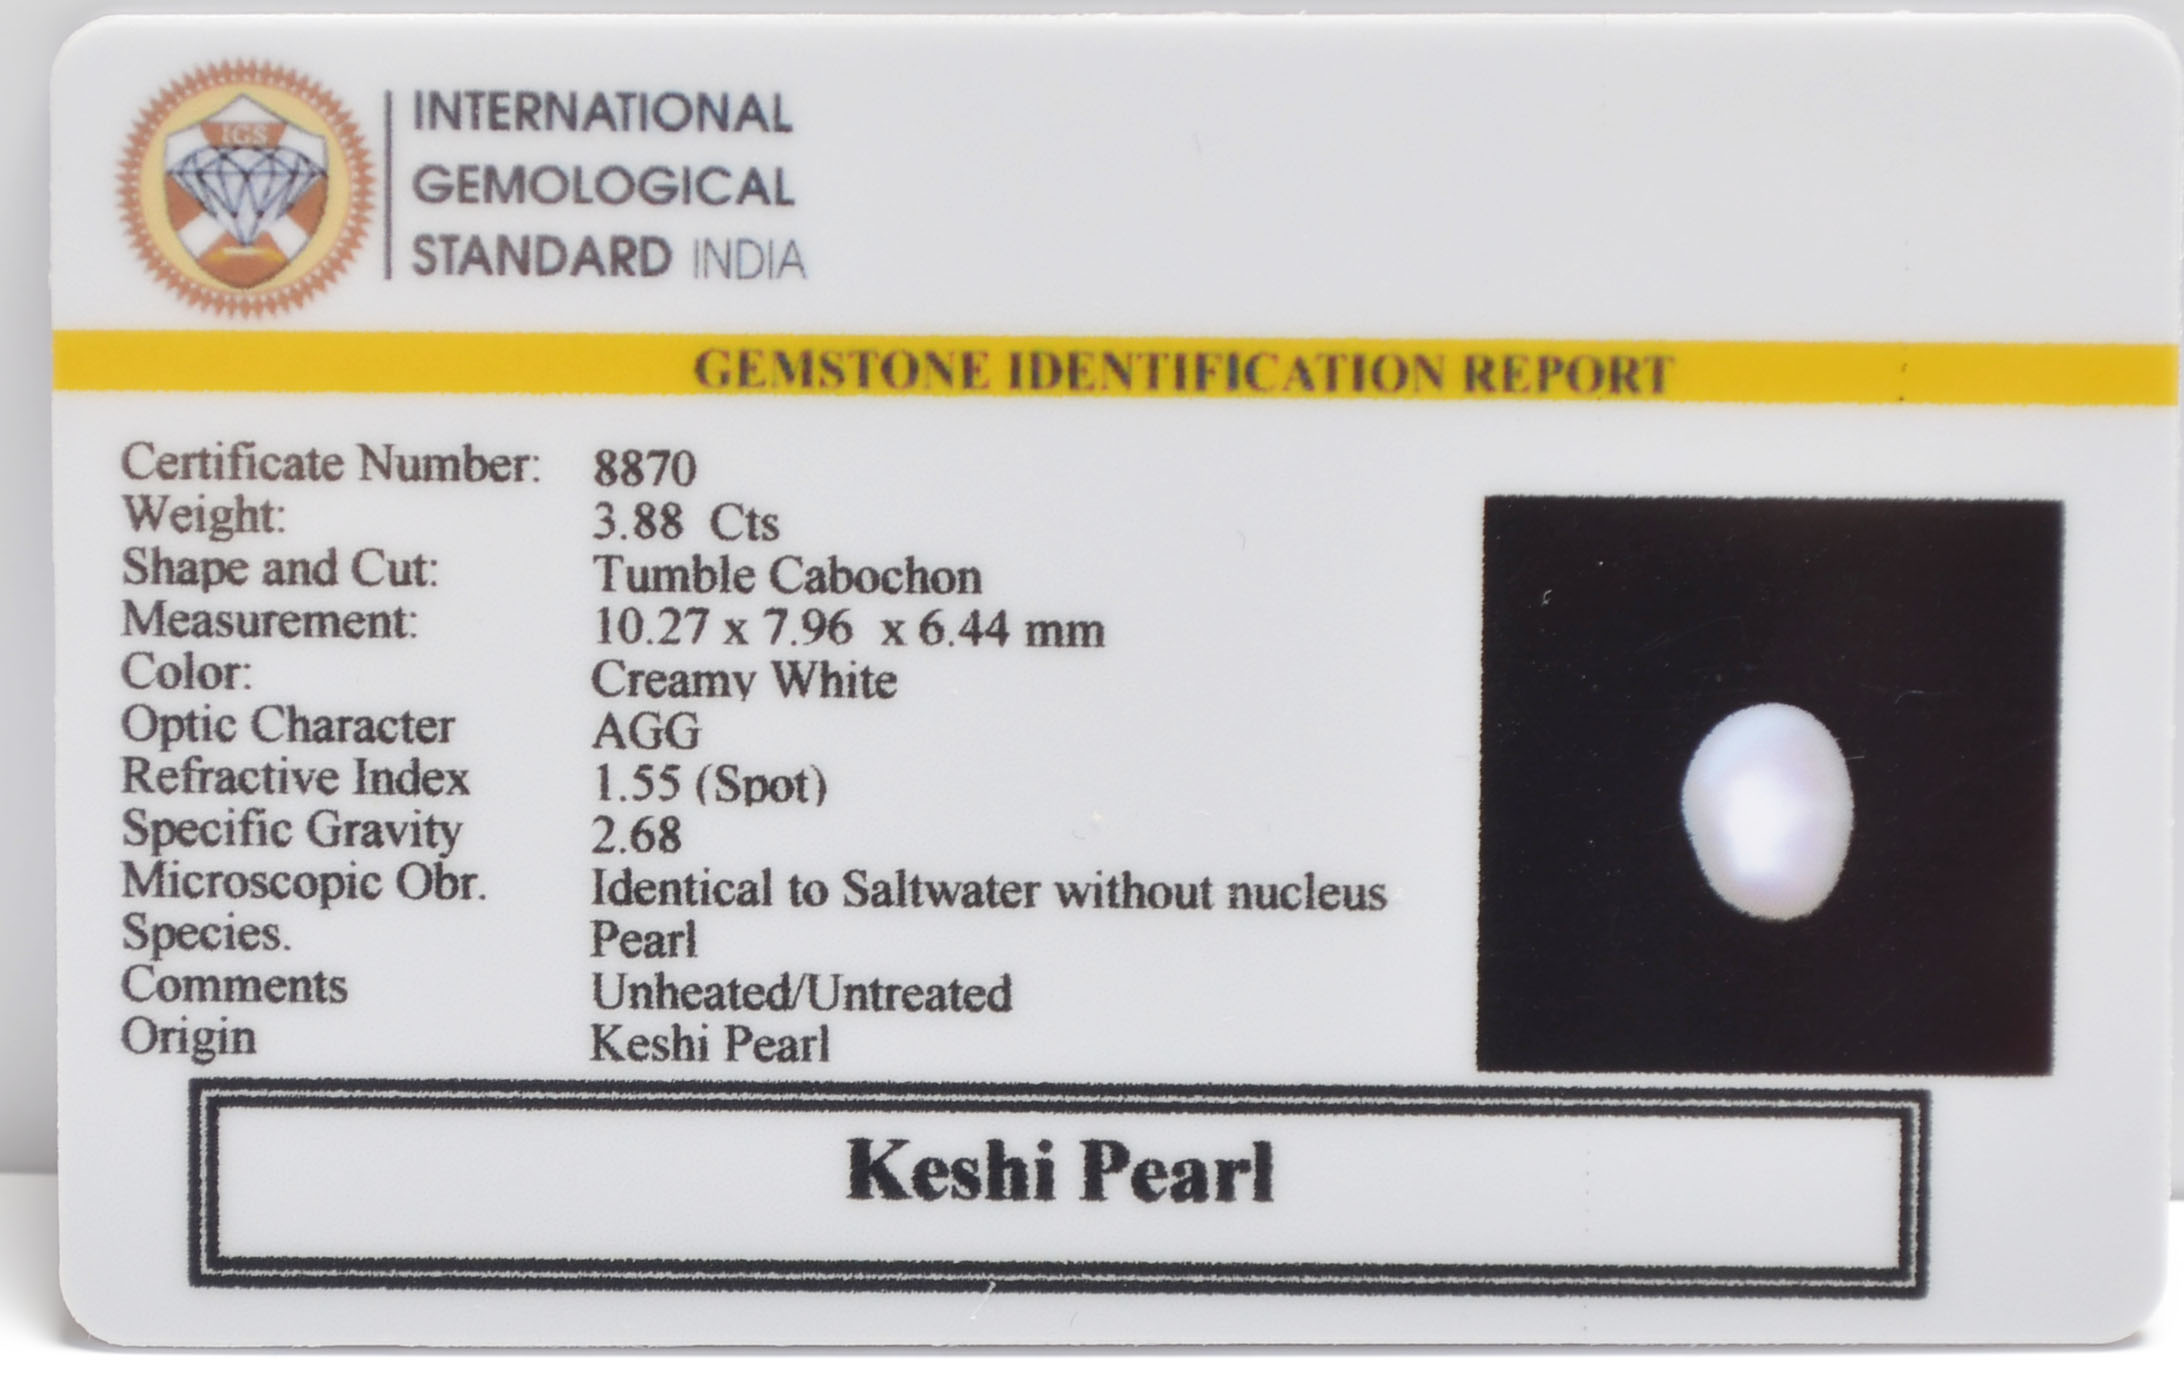 IGS
INTERNATIONAL
GEMOLOGICAL
STANDARD INDIA
GEMSTONE IDENTIFICATION REPORT
Certificate Number: 8870
Weight: 3.88 Cts
Shape and Cut: Tumble Cabochon
Measurement: 10.27 x 7.96 x 6.44 mm
Color: Creamy White
Optic Character AGG
Refractive Index 1.55 (Spot)
Specific Gravity 2.68
Microscopic Obr. Identical to Saltwater without nucleus
Species. Pearl
Comments Unheated/Untreated
Origin Keshi Pearl
Keshi Pearl